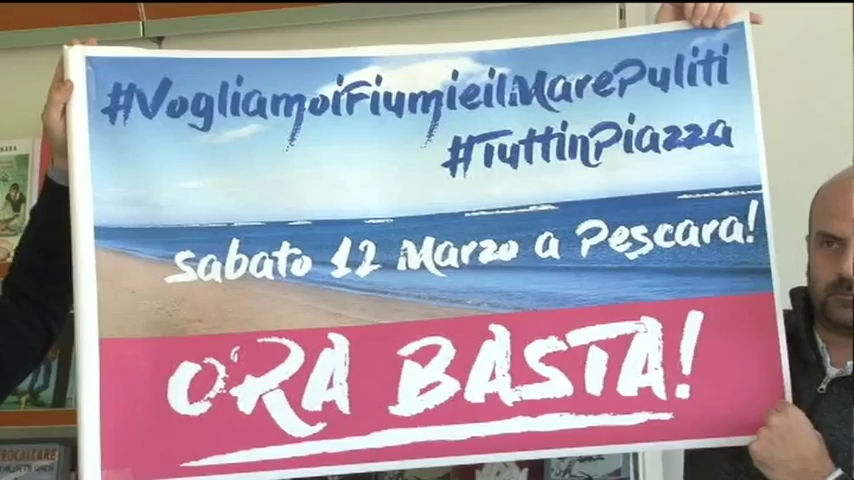 #VogliamoiFiumieilMarePuliti
#TuttinPiazza
sabato 12 Marzo a Pescara!
ORA BASTA!